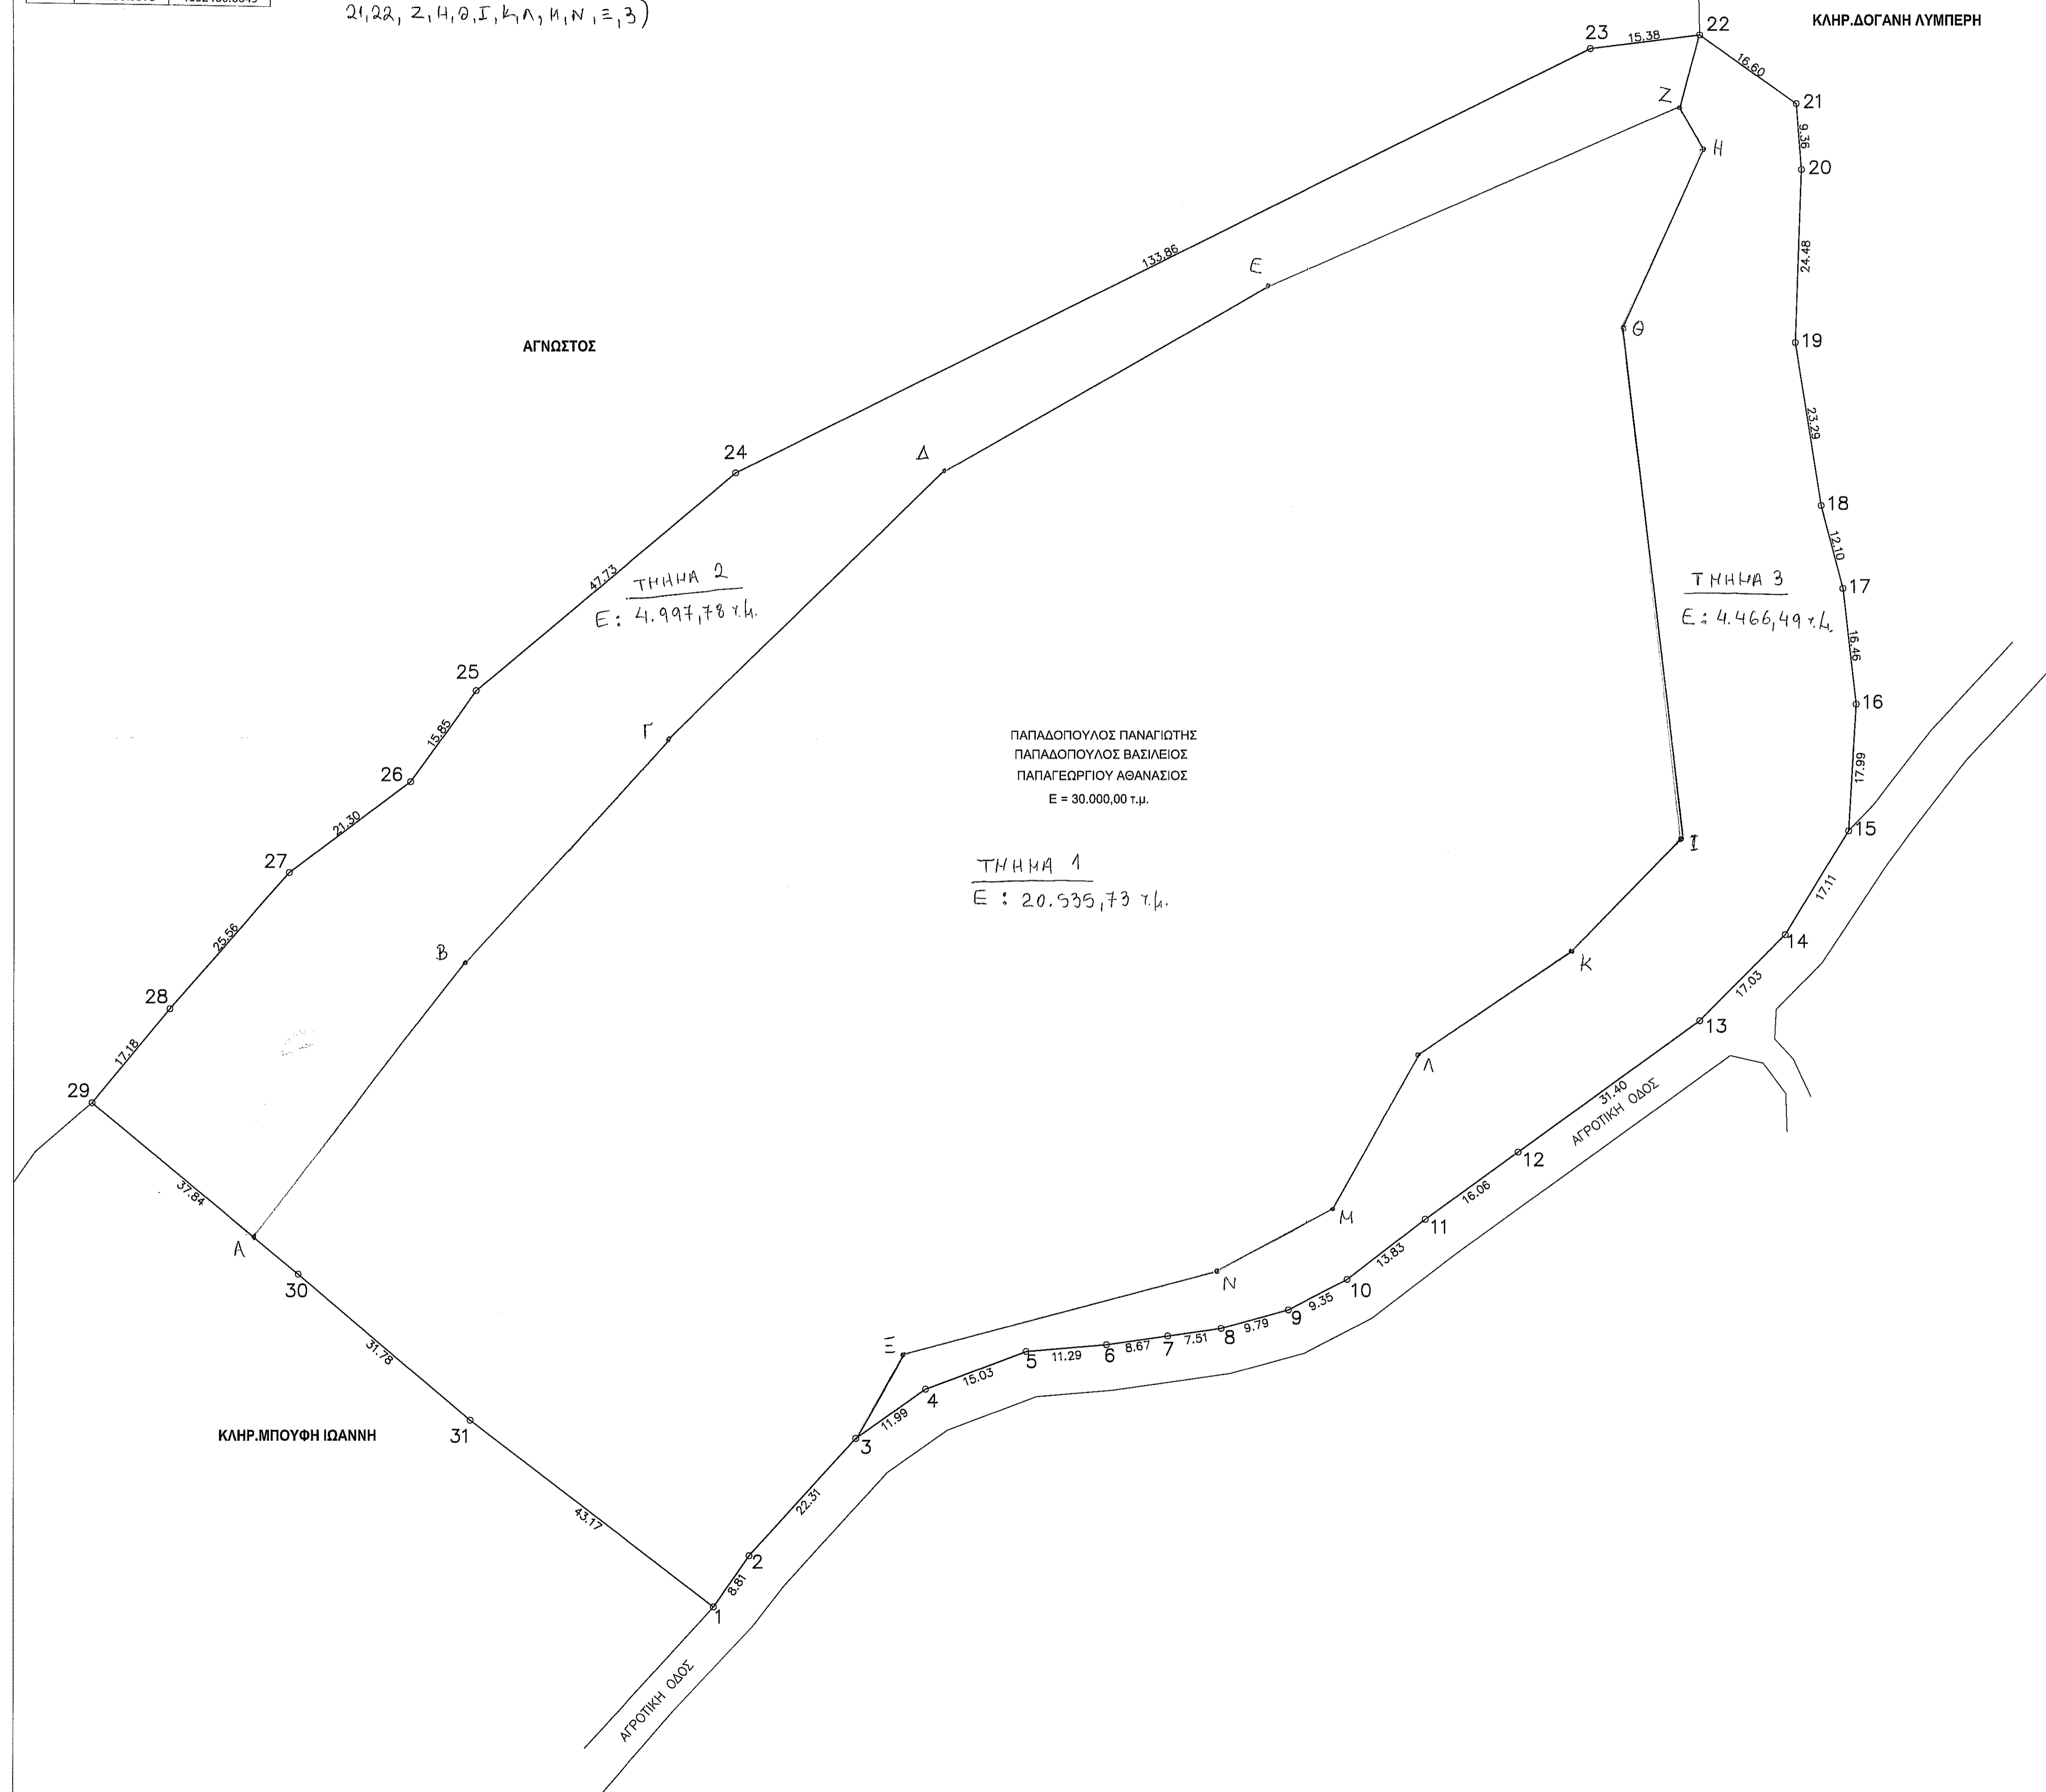 21,22, Z, H, Θ, I, K, Λ, M, N, Ξ, 3)
ΚΛΗΡ.ΔΟΓΑΝΗ ΛΥΜΠΕΡΗ
23
15.38
22
16.60
Z
21
9.36
H
20
133.86
24.48
E
Θ
19
ΑΓΝΩΣΤΟΣ
23.29
24
Δ
18
12.10
47.73
ΤΜΗΜΑ 2
E: 4.997,78 τ.μ.
17
ΤΜΗΜΑ 3
E: 4.466,49 τ.μ.
16.46
25
16
15.85
Γ
ΠΑΠΑΔΟΠΟΥΛΟΣ ΠΑΝΑΓΙΩΤΗΣ
ΠΑΠΑΔΟΠΟΥΛΟΣ ΒΑΣΙΛΕΙΟΣ
ΠΑΠΑΓΕΩΡΓΙΟΥ ΑΘΑΝΑΣΙΟΣ
Ε = 30.000,00 τ.μ.
17.99
26
21.30
15
I
27
ΤΜΗΜΑ 1
E : 20.535,73 τ.μ.
17.11
25.56
B
14
K
17.03
28
13
17.18
Λ
29
31.40
ΑΓΡΟΤΙΚΗ ΟΔΟΣ
12
37.84
16.06
M
11
A
30
13.83
N
10
9.35
9
9.79
8
7.51
7
8.67
6
11.29
5
Ξ
31.78
15.03
4
11.99
3
31
ΚΛΗΡ.ΜΠΟΥΦΗ ΙΩΑΝΝΗ
22.31
43.17
2
8.81
1
ΑΓΡΟΤΙΚΗ ΟΔΟΣ